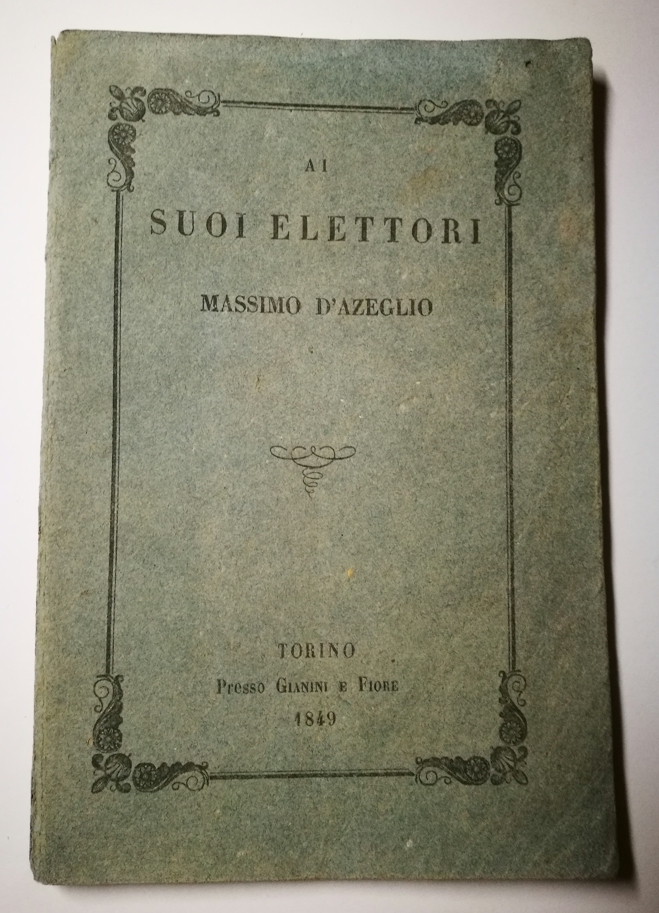 AI
SUOI ELETTORI
MASSIMO D'AZEGLIO
TORINO
Presso GIANINI E FIORE
1849